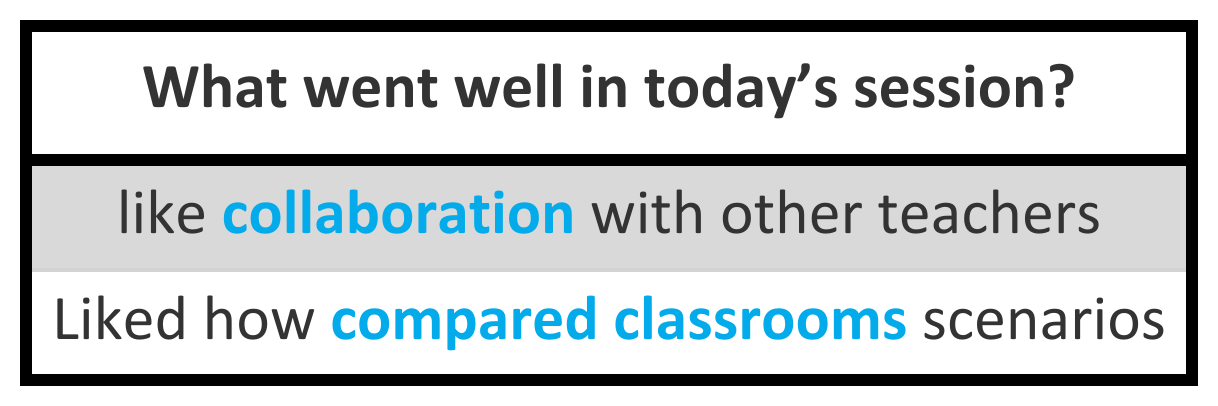 What went well in today’s session?
like collaboration with other teachers
Liked how compared classrooms scenarios